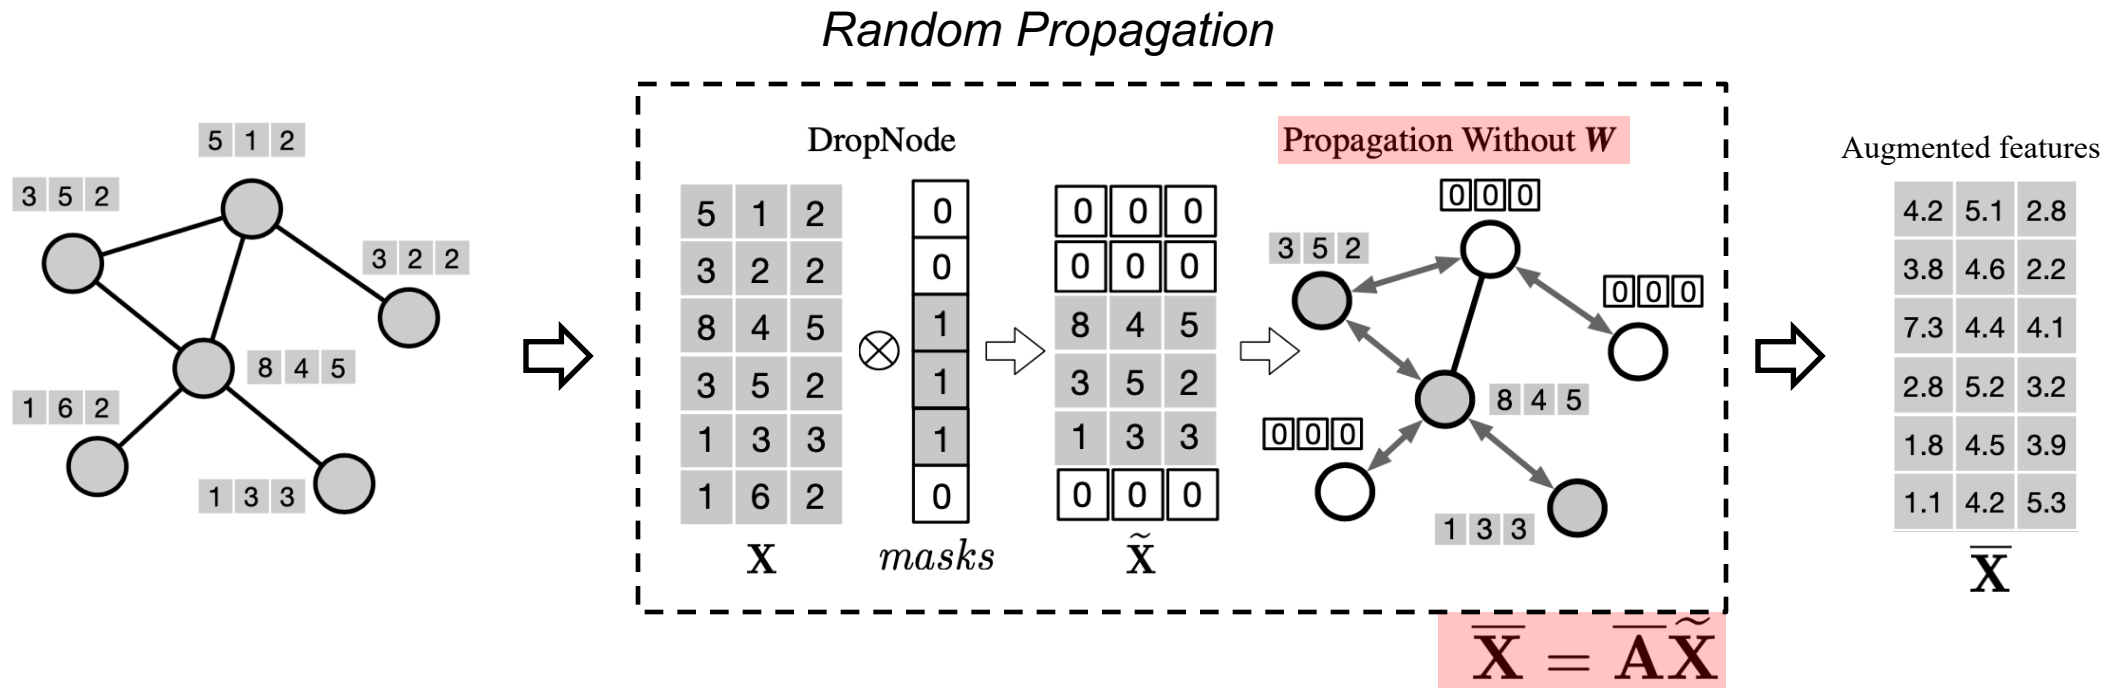 Random Propagation
5 1 2
3 5 2
3 2 2
8 4 5
1 6 2
1 3 3
DropNode
5 1 2
3 2 2
8 4 5
3 5 2
1 3 3
1 6 2
X
⊗
0
0
1
1
1
0
masks
0 0 0
0 0 0
8 4 5
3 5 2
1 3 3
0 0 0
X̃
Propagation Without W
0 0 0
3 5 2
0 0 0
8 4 5
0 0 0
1 3 3
X̅ = A̅X̃
Augmented features
4.2 5.1 2.8
3.8 4.6 2.2
7.3 4.4 4.1
2.8 5.2 3.2
1.8 4.5 3.9
1.1 4.2 5.3
X̅